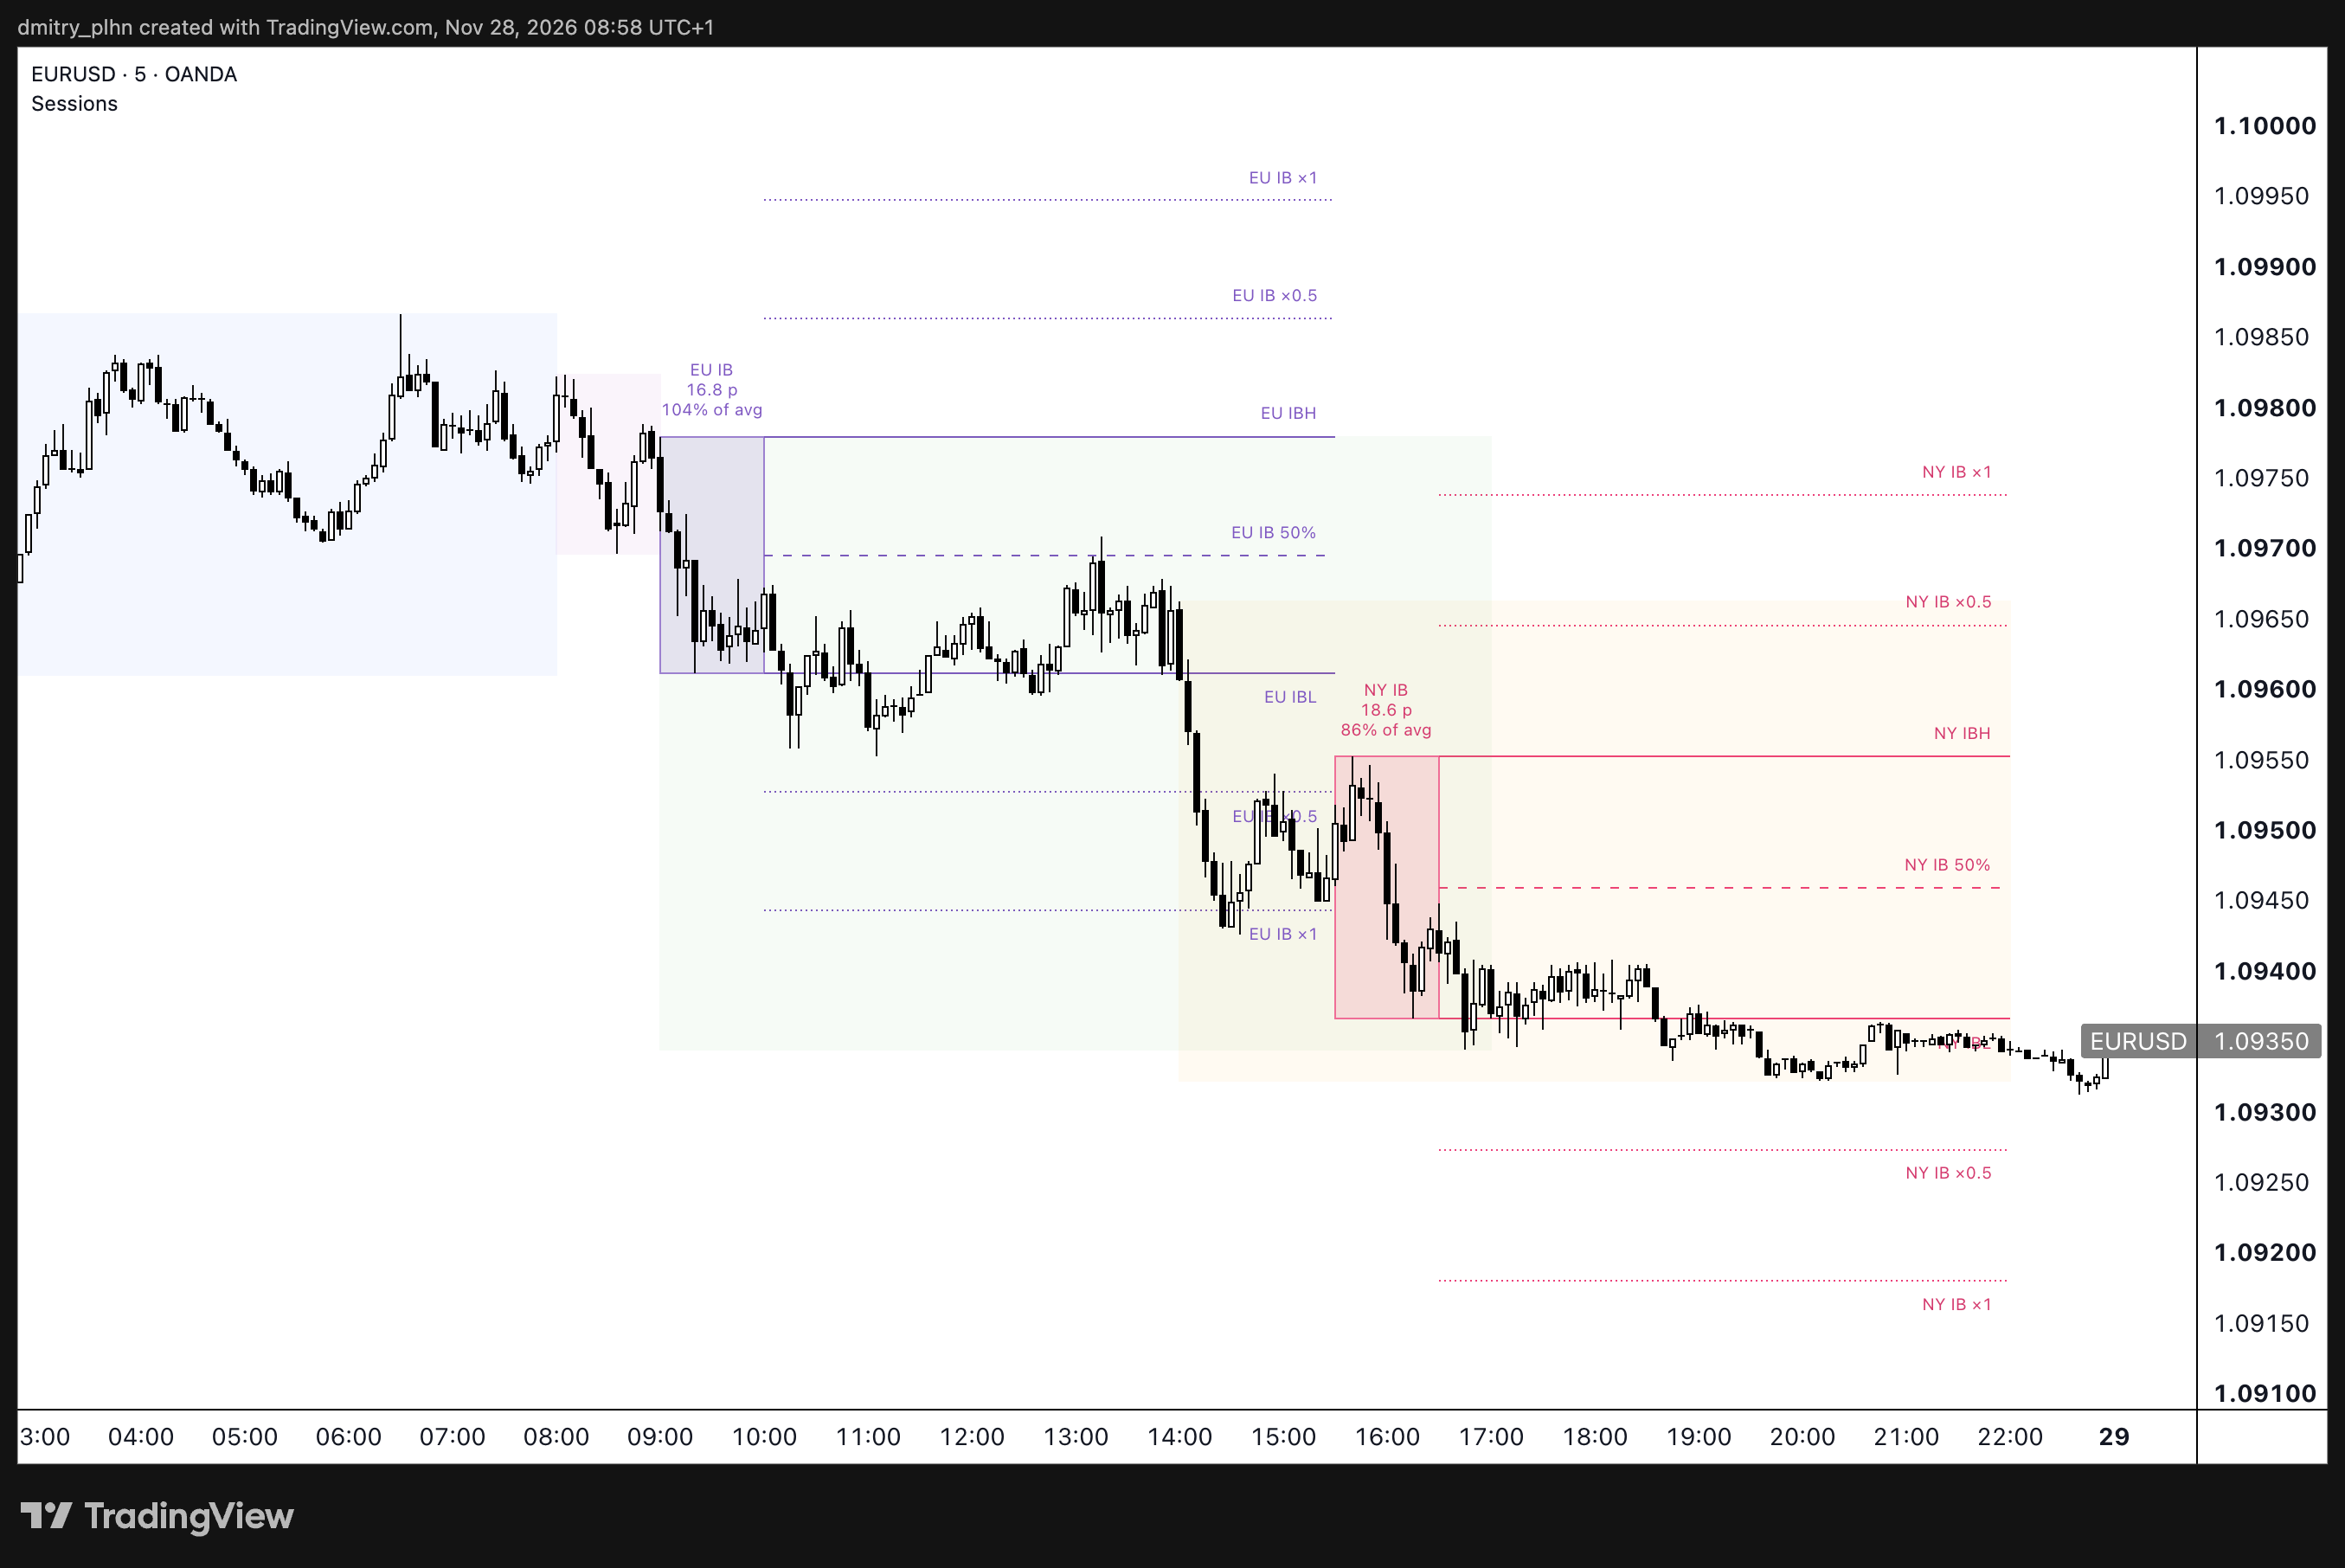 dmitry_plhn created with TradingView.com, Nov 28, 2026 08:58 UTC+1
EURUSD · 5 · OANDA
Sessions
1.10000
EU IB ×1
1.09950
1.09900
EU IB ×0.5
1.09850
EU IB
16.8 p
104% of avg
1.09800
EU IBH
NY IB ×1
1.09750
EU IB 50%
1.09700
NY IB ×0.5
1.09650
EU IBL
1.09600
NY IB
18.6 p
86% of avg
NY IBH
1.09550
EU IB ×0.5
1.09500
NY IB 50%
1.09450
EU IB ×1
1.09400
NY IBL
EURUSD 1.09350
1.09300
NY IB ×0.5
1.09250
1.09200
NY IB ×1
1.09150
1.09100
3:00 04:00 05:00 06:00 07:00 08:00 09:00 10:00 11:00 12:00 13:00 14:00 15:00 16:00 17:00 18:00 19:00 20:00 21:00 22:00 29
TradingView